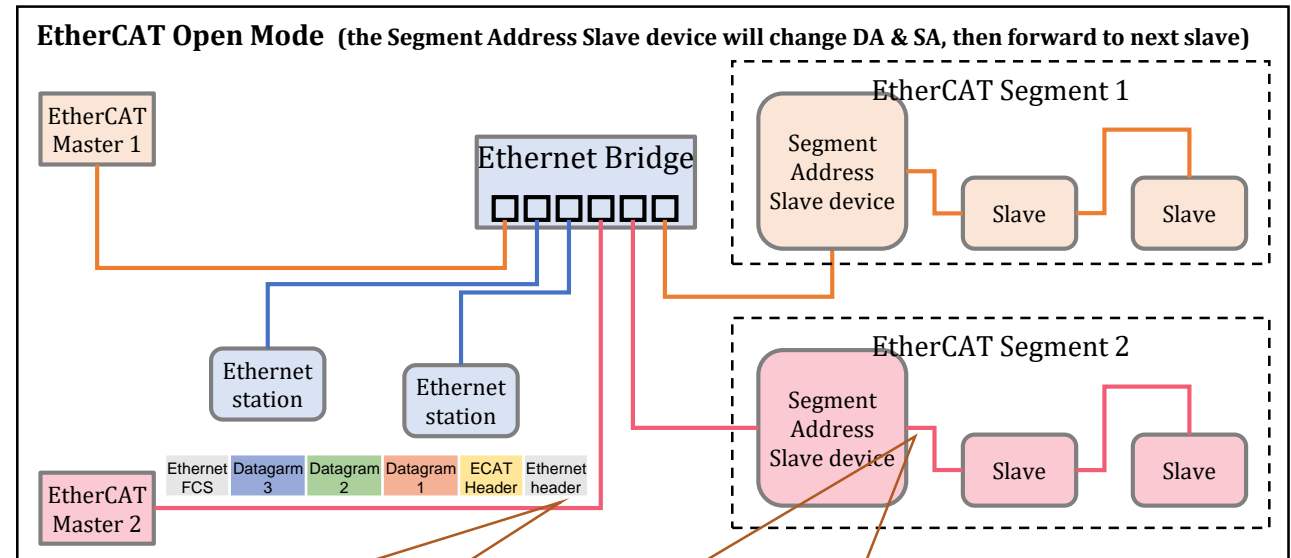 EtherCAT Open Mode (the Segment Address Slave device will change DA & SA, then forward to next slave)
EtherCAT
Master 1
Ethernet Bridge
EtherCAT Segment 1
Segment
Address
Slave device
Slave
Slave
Ethernet
station
Ethernet
station
EtherCAT Segment 2
Segment
Address
Slave device
Slave
Slave
EtherCAT
Master 2
Ethernet
FCS
Datagarm
3
Datagram
2
Datagram
1
ECAT
Header
Ethernet
header